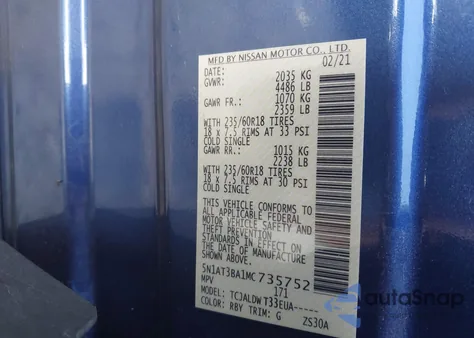 MFD BY NISSAN MOTOR CO., LTD.
DATE: 02/21
GVWR: 2035 KG
4486 LB
GAWR FR.: 1070 KG
2359 LB
WITH 235/60R18 TIRES
18 x 7.5 RIMS AT 33 PSI
COLD SINGLE
GAWR RR.: 1015 KG
2238 LB
WITH 235/60R18 TIRES
18 x 7.5 RIMS AT 30 PSI
COLD SINGLE
THIS VEHICLE CONFORMS TO
ALL APPLICABLE FEDERAL
MOTOR VEHICLE SAFETY AND
THEFT PREVENTION
STANDARDS IN EFFECT ON
THE DATE OF MANUFACTURE
SHOWN ABOVE.
5N1AT3BA1MC735752
MPV 171
TCJALDW T33EUA-----
COLOR: RBY TRIM: G ZS30A
autoSnap